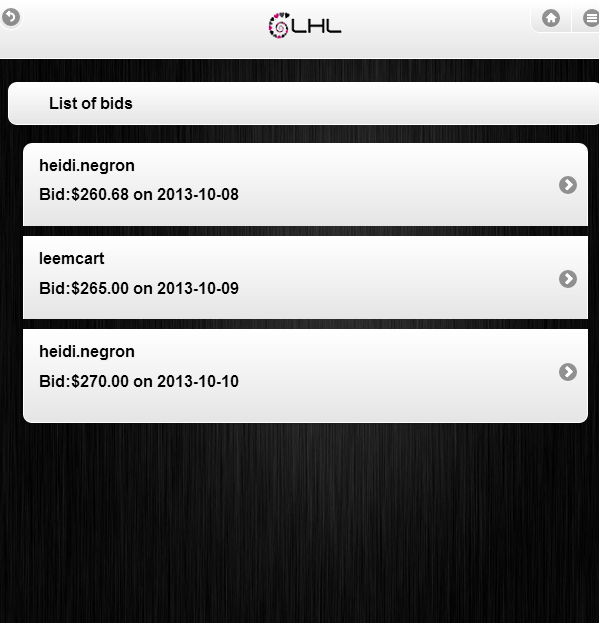 LHL
List of bids
heidi.negron
Bid:$260.68 on 2013-10-08
leemcart
Bid:$265.00 on 2013-10-09
heidi.negron
Bid:$270.00 on 2013-10-10